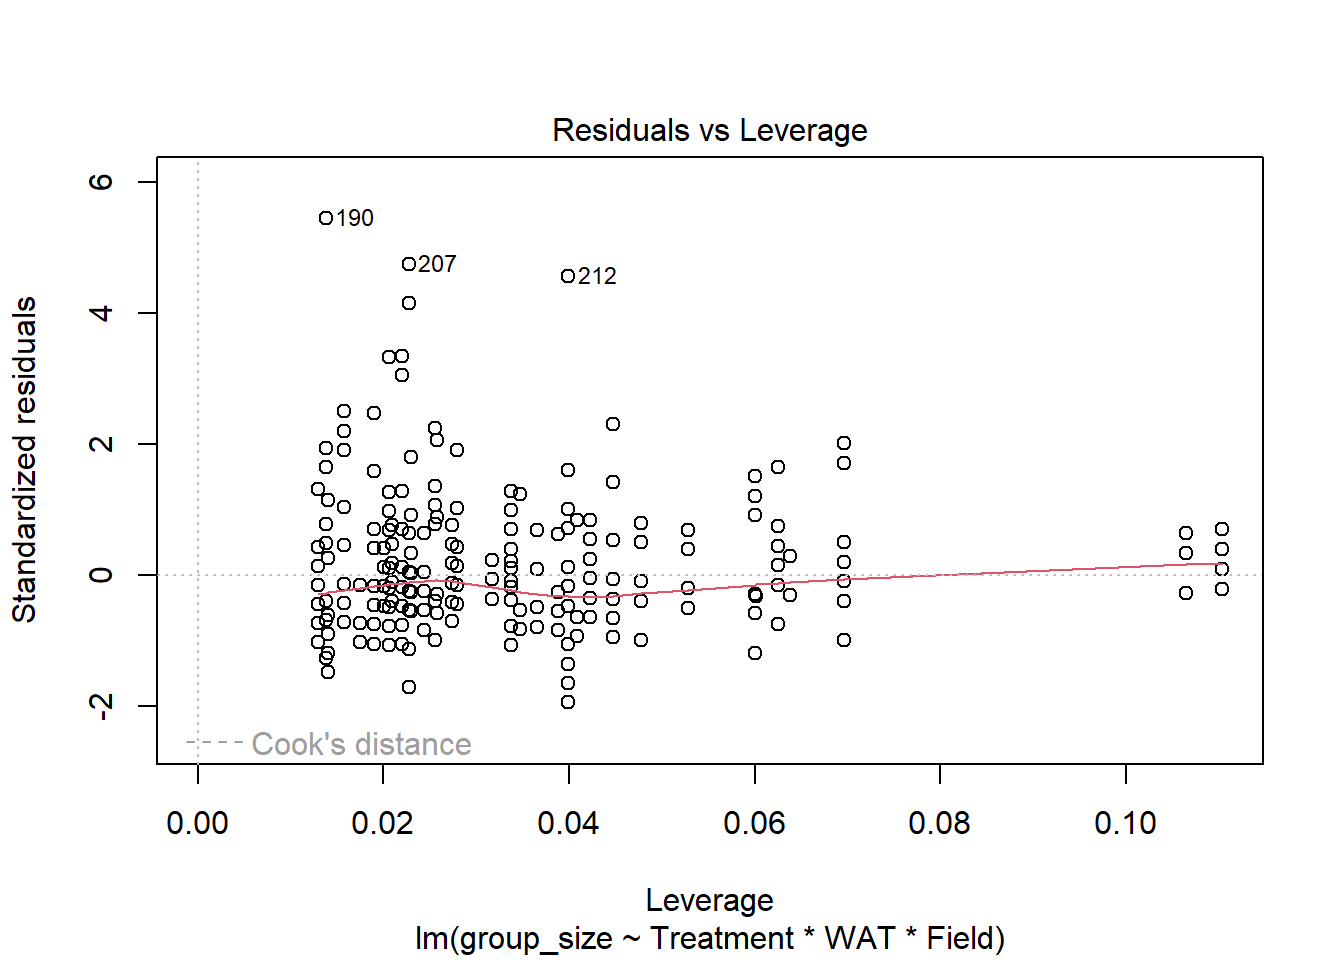 Residuals vs Leverage
Standardized residuals
6
4
2
0
-2
190
207
212
Cook's distance
0.00 0.02 0.04 0.06 0.08 0.10
Leverage
lm(group_size ~ Treatment * WAT * Field)